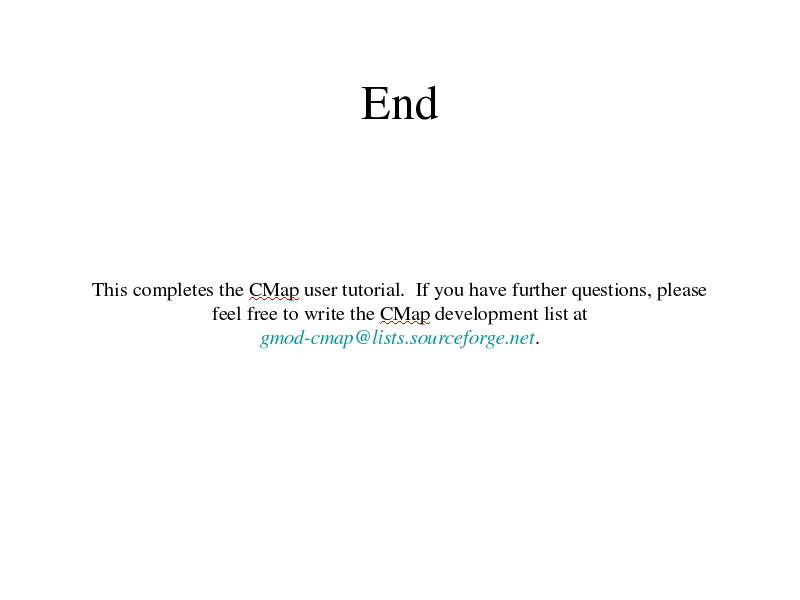 End
This completes the CMap user tutorial.  If you have further questions, please
feel free to write the CMap development list at
gmod-cmap@lists.sourceforge.net.